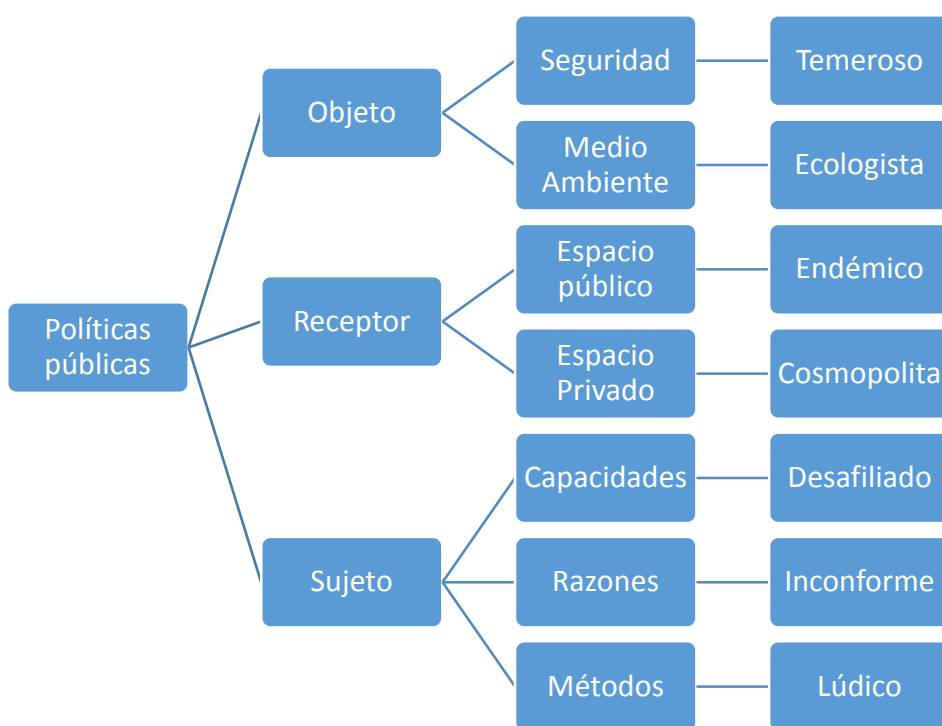 Políticas
públicas
Objeto
Seguridad
Temeroso
Medio
Ambiente
Ecologista
Receptor
Espacio
público
Endémico
Espacio
Privado
Cosmopolita
Sujeto
Capacidades
Desafiliado
Razones
Inconforme
Métodos
Lúdico